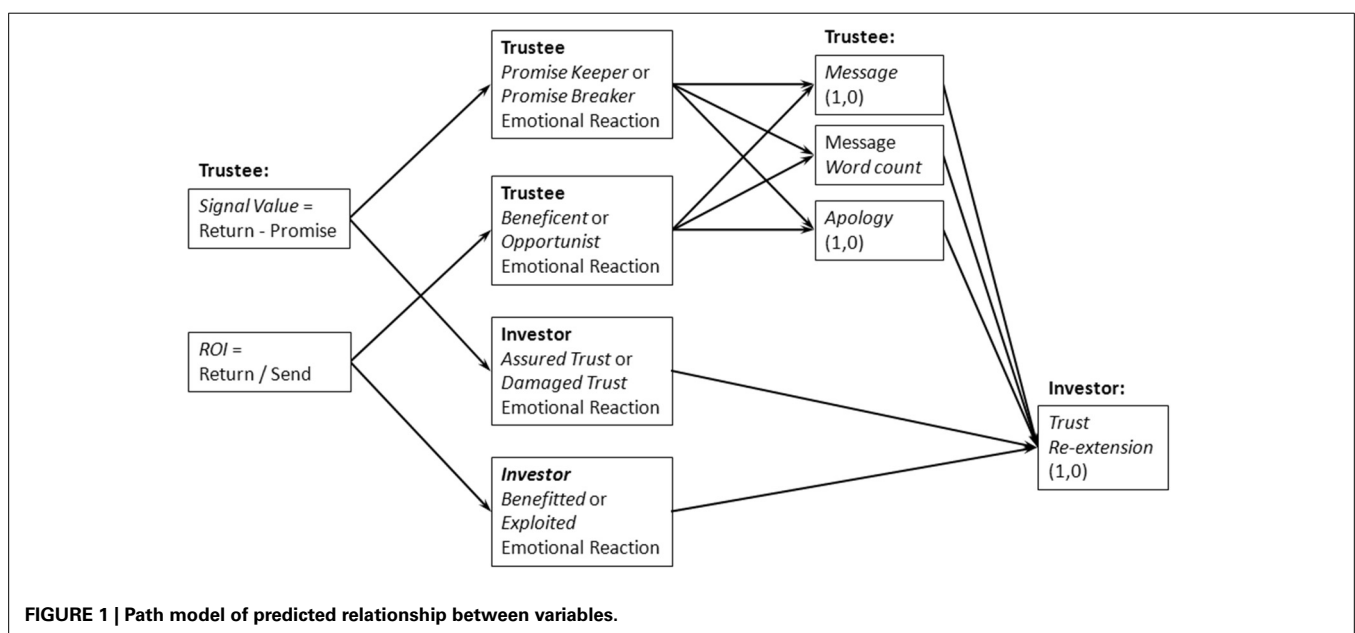 Trustee:
Signal Value =
Return - Promise
ROI =
Return / Send
Trustee
Promise Keeper or
Promise Breaker
Emotional Reaction
Trustee
Beneficent or
Opportunist
Emotional Reaction
Investor
Assured Trust or
Damaged Trust
Emotional Reaction
Investor
Benefitted or
Exploited
Emotional Reaction
Trustee:
Message
(1,0)
Message
Word count
Apology
(1,0)
Investor:
Trust
Re-extension
(1,0)
FIGURE 1 | Path model of predicted relationship between variables.